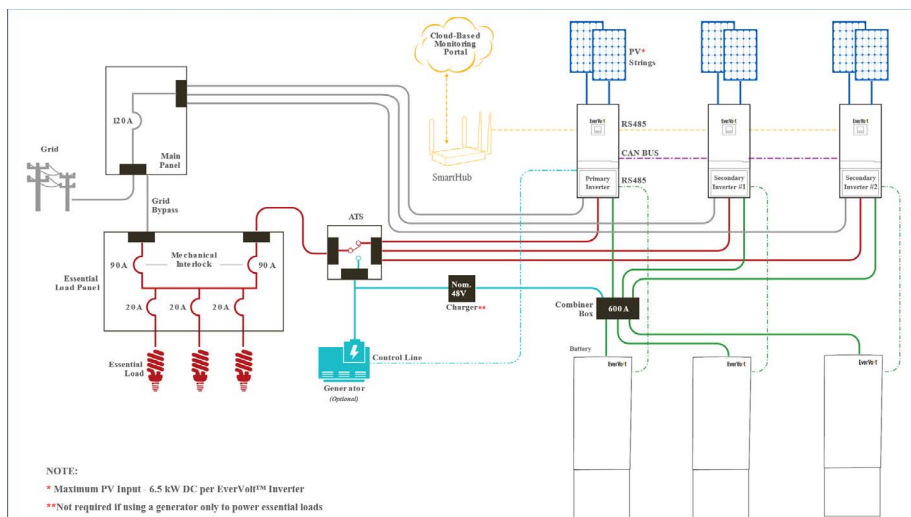 Cloud-Based
Monitoring
Portal
PV*
Strings
120A
Main
Panel
Grid
Grid
Bypass
SmartHub
EverVolt
EverVolt
EverVolt
RS485
CAN BUS
RS485
Primary
Inverter
Secondary
Inverter #1
Secondary
Inverter #2
ATS
Essential
Load Panel
90A
Mechanical
Interlock
90A
20A
20A
20A
Essential
Load
Nom.
48V
Charger**
Control Line
Generator
(Optional)
Combiner
Box
600A
Battery
EverVolt
EverVolt
EverVolt
NOTE:
* Maximum PV Input - 6.5 kW DC per EverVolt™ Inverter
**Not required if using a generator only to power essential loads